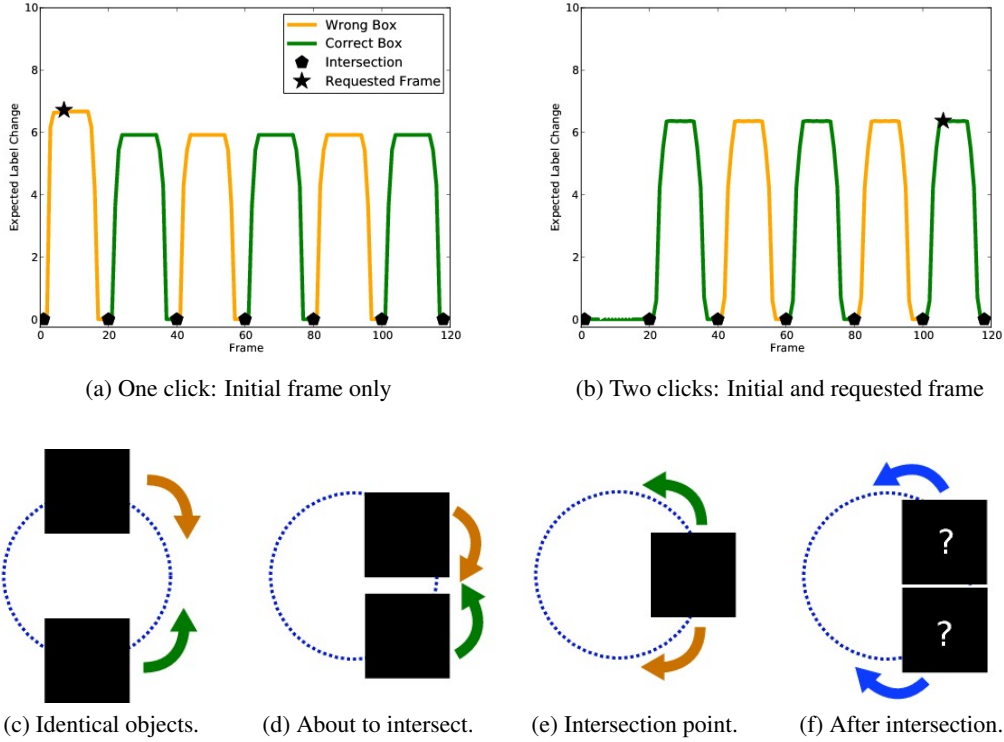 10
8
6
4
2
0
Expected Label Change
0 20 40 60 80 100 120
Frame
Wrong Box
Correct Box
Intersection
Requested Frame
(a) One click: Initial frame only
10
8
6
4
2
0
Expected Label Change
0 20 40 60 80 100 120
Frame
(b) Two clicks: Initial and requested frame
?
?
(c) Identical objects. (d) About to intersect. (e) Intersection point. (f) After intersection.